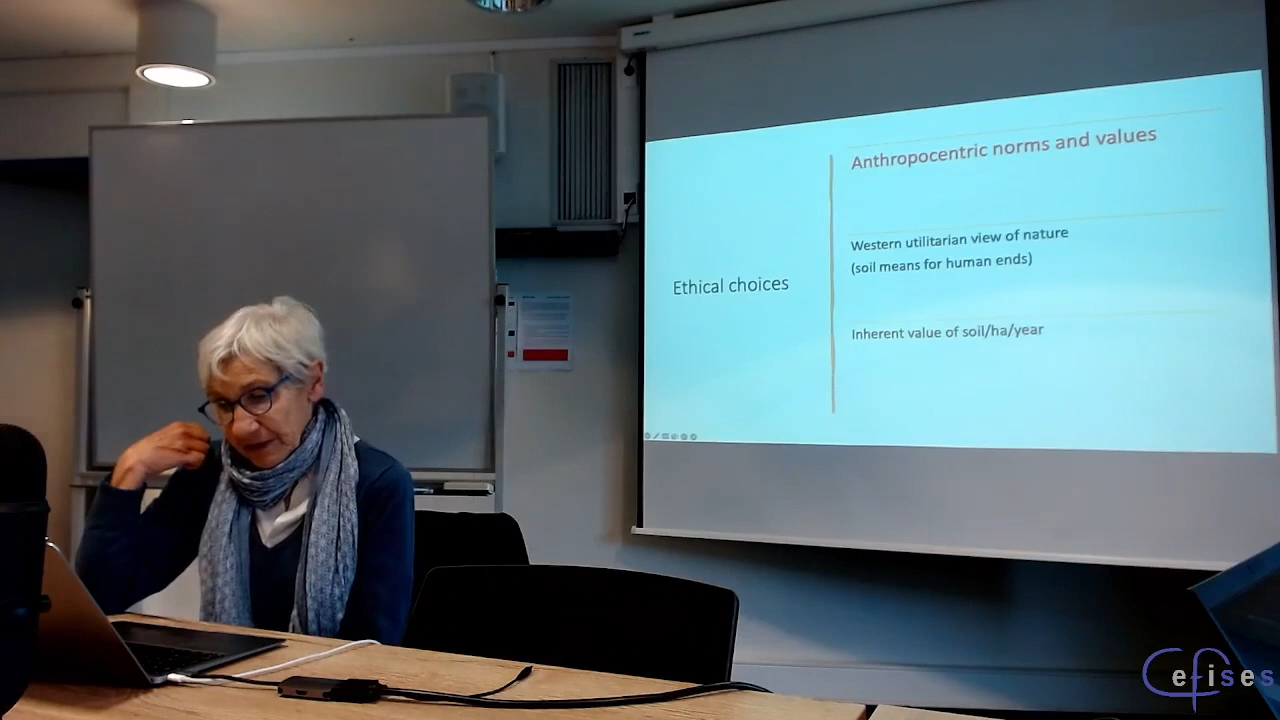 Ethical choices
Anthropocentric norms and values
Western utilitarian view of nature
(soil means for human ends)
Inherent value of soil/ha/year
Cefises